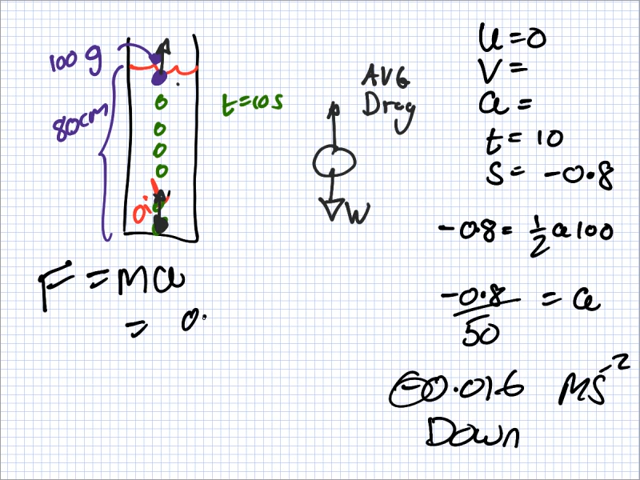 100 g
80cm
t=10s
Oil
AVG
Drag
W
F = Ma
= 0.
U = 0
V =
a =
t = 10
S = -0.8
-0.8 = 1/2 a 100
-0.8/50 = a
-0.016 Ms^-2
Down